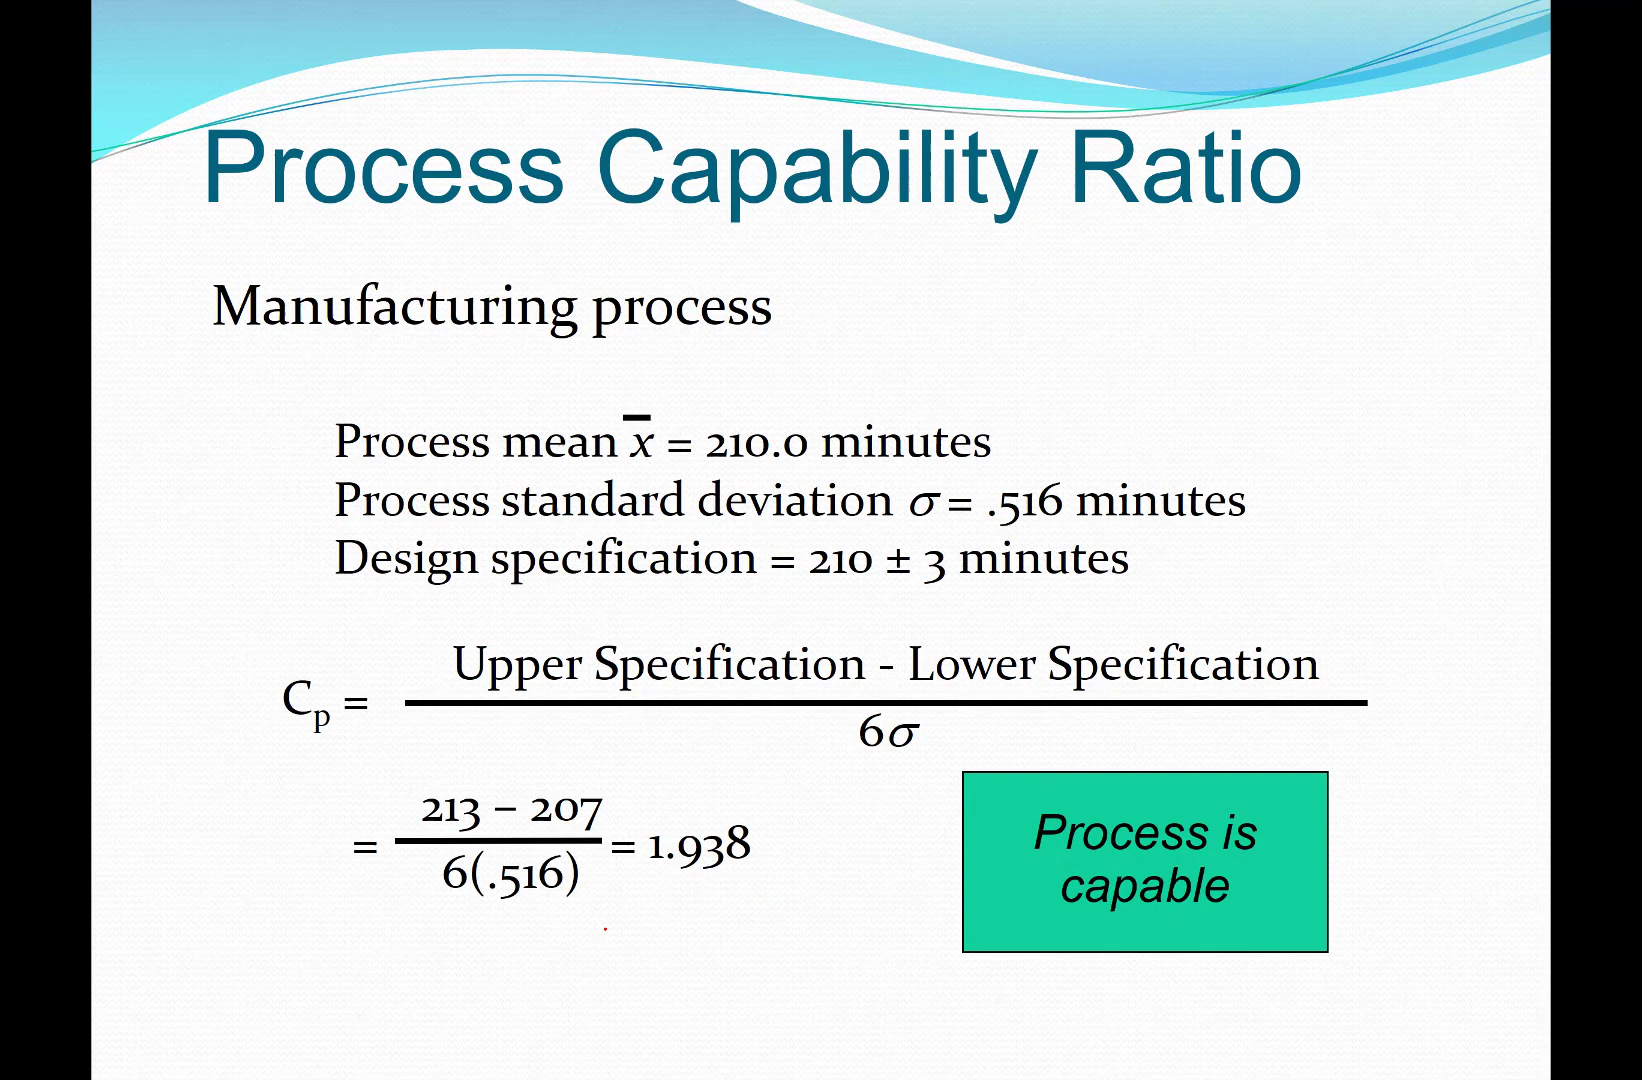 Process Capability Ratio
Manufacturing process
Process mean x̄ = 210.0 minutes
Process standard deviation σ = .516 minutes
Design specification = 210 ± 3 minutes
Upper Specification - Lower Specification
Cp =
6σ
213 – 207
= = 1.938
6(.516)
Process is
capable